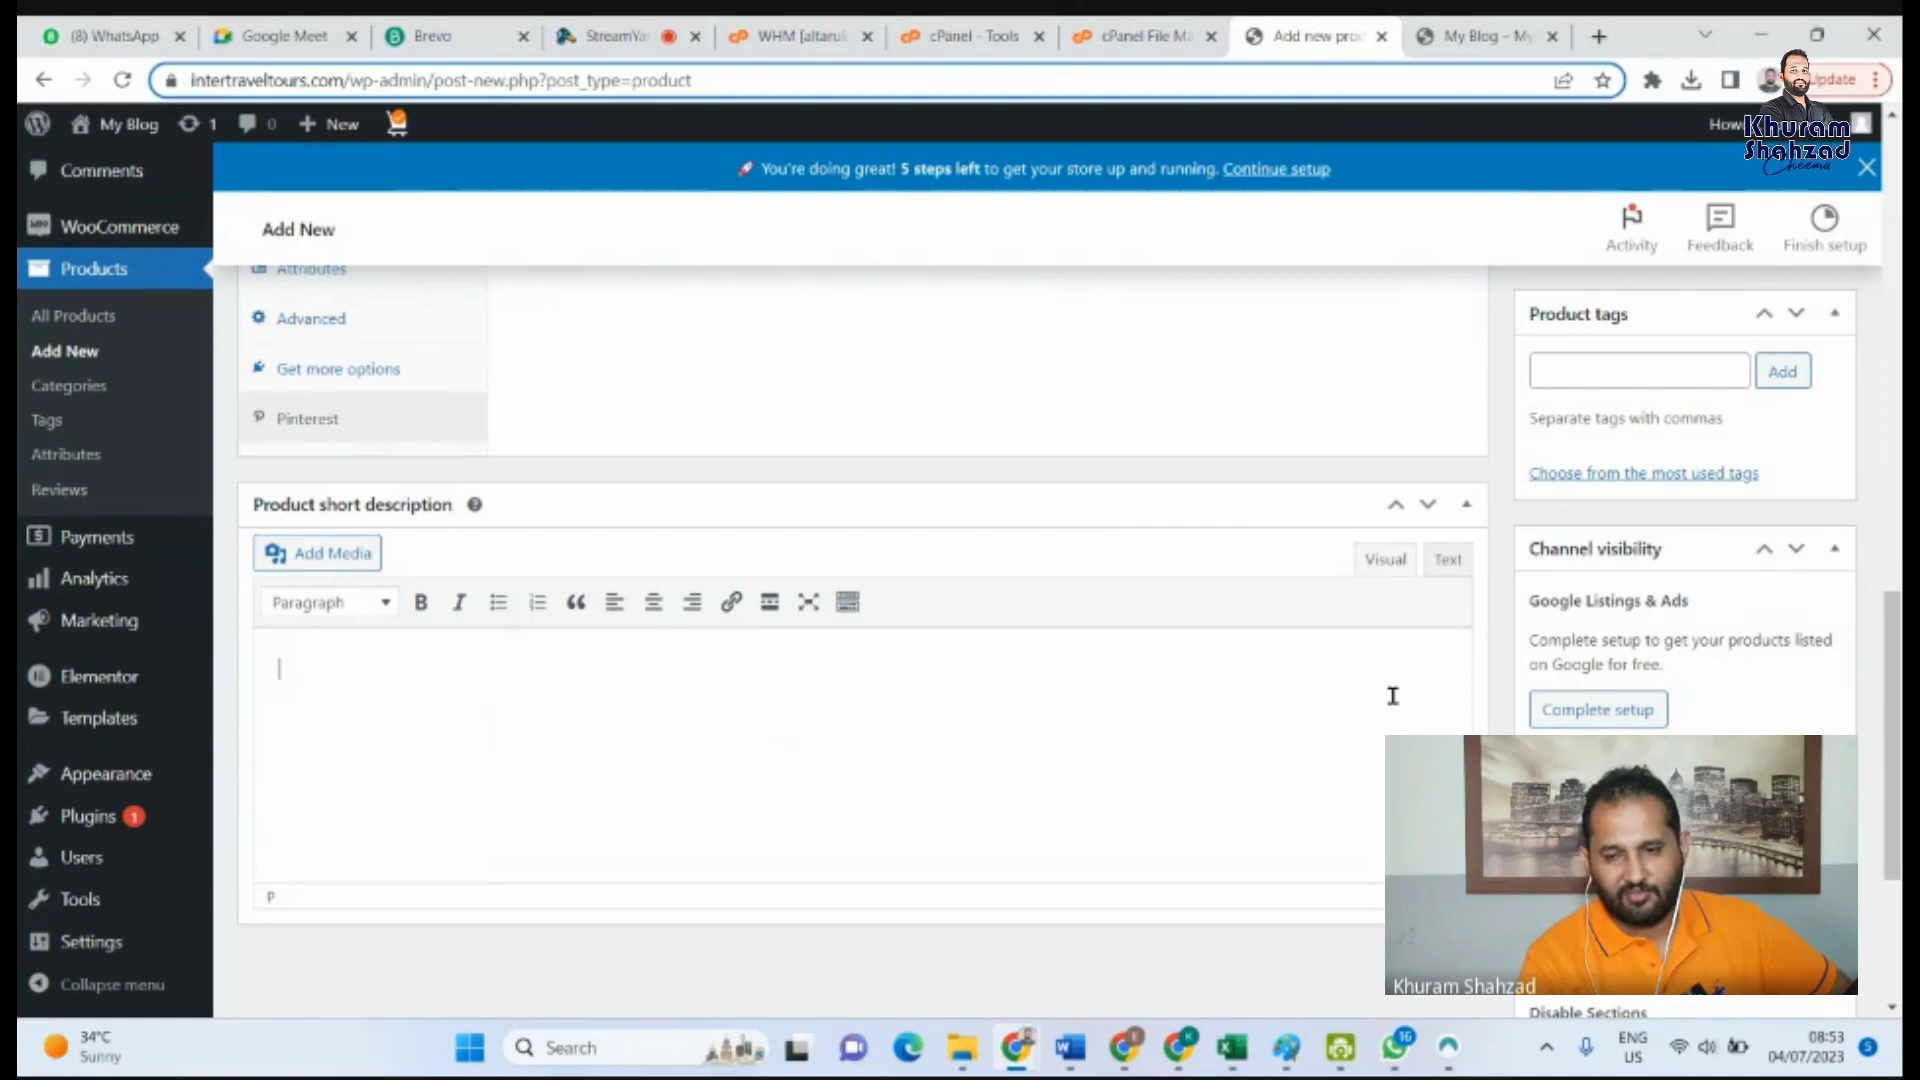 (8) WhatsApp
Google Meet
Brevo
StreamYar
WHM [altaruk
cPanel - Tools
cPanel File Ma
Add new proc
My Blog – My
intertraveltours.com/wp-admin/post-new.php?post_type=product
Update
My Blog
1
0
New
How
Khuram
Shahzad
Cheema
You're doing great! 5 steps left to get your store up and running. Continue setup
Comments
WooCommerce
Products
All Products
Add New
Categories
Tags
Attributes
Reviews
Payments
Analytics
Marketing
Elementor
Templates
Appearance
Plugins 1
Users
Tools
Settings
Collapse menu
Add New
Activity
Feedback
Finish setup
Attributes
Advanced
Get more options
Pinterest
Product short description
Add Media
Visual
Text
Paragraph
B
I
P
Product tags
Add
Separate tags with commas
Choose from the most used tags
Channel visibility
Google Listings & Ads
Complete setup to get your products listed
on Google for free.
Complete setup
Khuram Shahzad
Disable Sections
34°C
Sunny
Search
16
ENG
US
08:53
04/07/2023
5